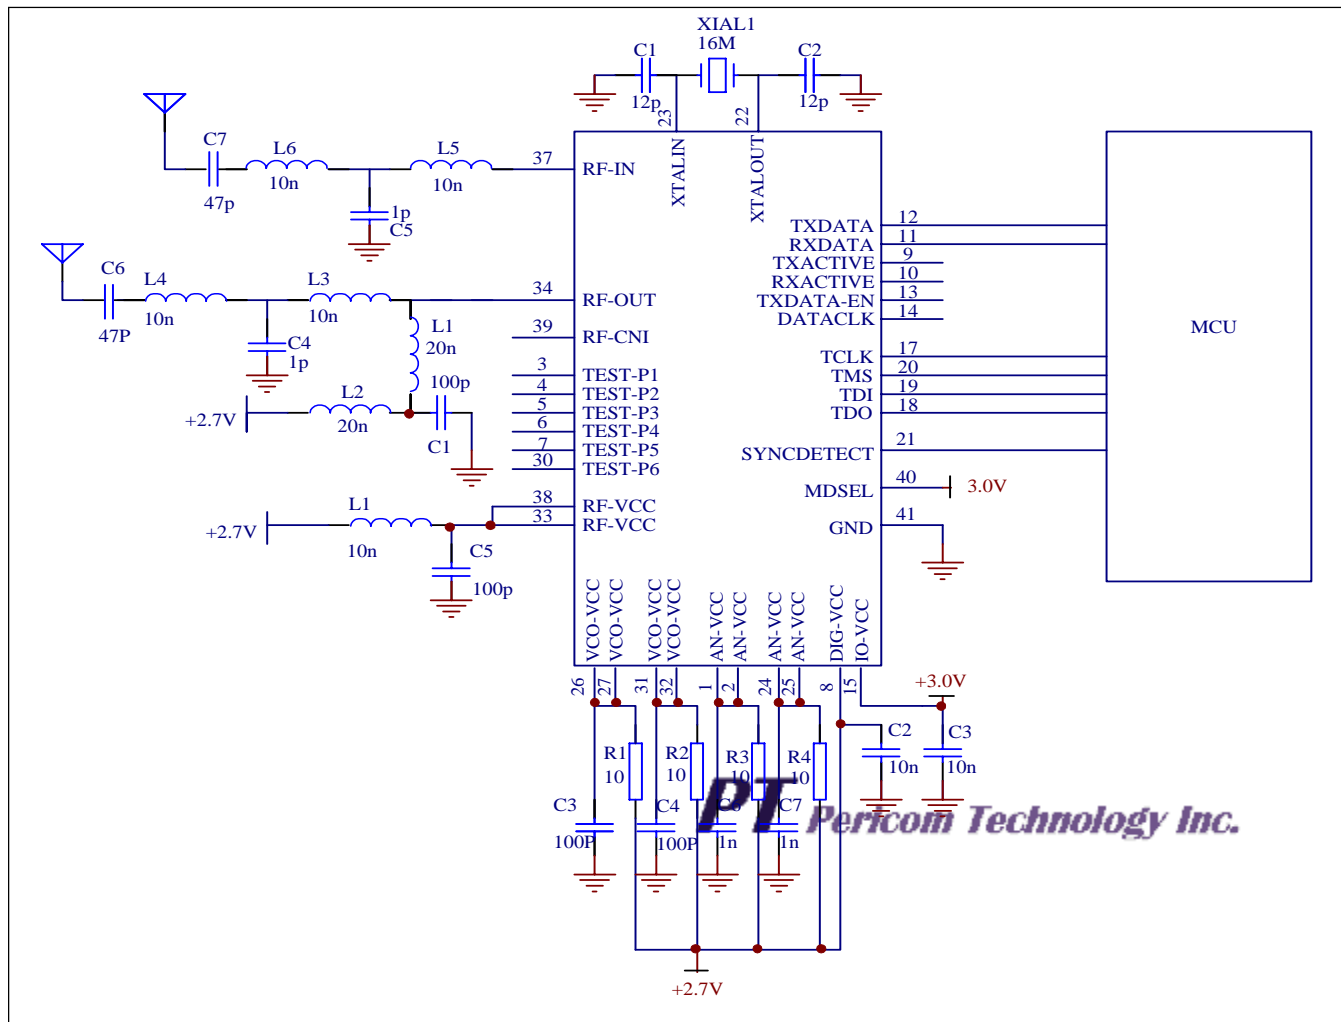 XIAL1
16M
C1
C2
12p
12p
23
22
XTALIN
XTALOUT
C7
L6
L5
47p
10n
10n
1p
C5
37
RF-IN
C6
L4
L3
47P
10n
10n
C4
1p
34
RF-OUT
L1
20n
39
RF-CNI
100p
C1
+2.7V
L2
20n
3
TEST-P1
4
TEST-P2
5
TEST-P3
6
TEST-P4
7
TEST-P5
30
TEST-P6
+2.7V
L1
10n
C5
100p
38
RF-VCC
33
RF-VCC
TXDATA
12
RXDATA
11
TXACTIVE
9
RXACTIVE
10
TXDATA-EN
13
DATACLK
14
TCLK
17
TMS
20
TDI
19
TDO
18
SYNCDETECT
21
MDSEL
40
3.0V
GND
41
MCU
VCO-VCC
VCO-VCC
VCO-VCC
VCO-VCC
AN-VCC
AN-VCC
AN-VCC
AN-VCC
DIG-VCC
IO-VCC
26
27
31
32
1
2
24
25
8
15
+3.0V
R1
10
R2
10
R3
10
R4
10
C2
10n
C3
10n
C3
100P
C4
100P
C6
1n
C7
1n
PT Pericom Technology Inc.
+2.7V